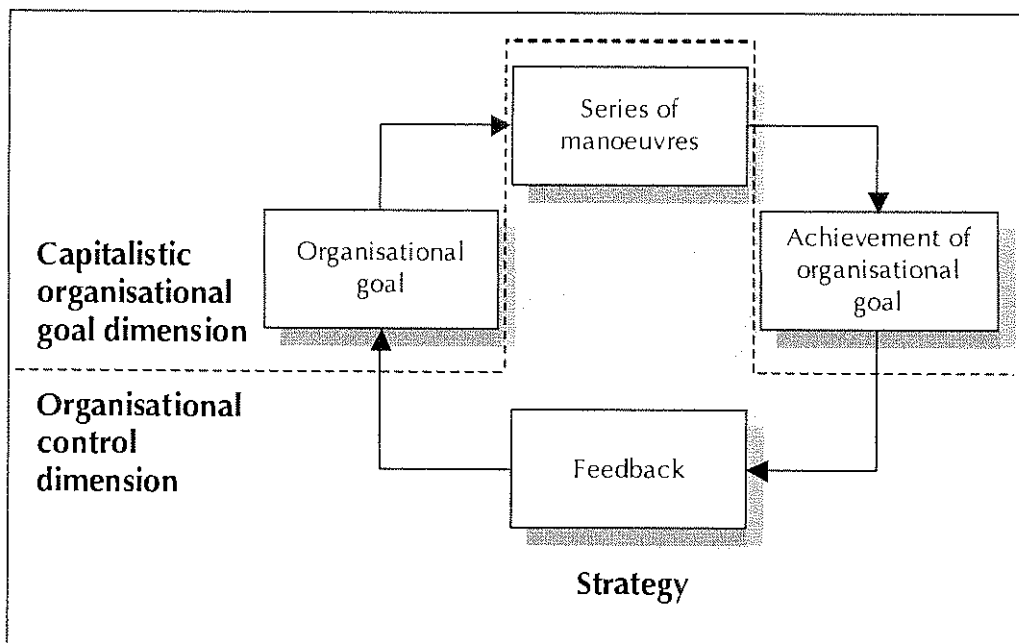 Series of
manoeuvres
Organisational
goal
Achievement of
organisational
goal
Capitalistic
organisational
goal dimension
Organisational
control
dimension
Feedback
Strategy